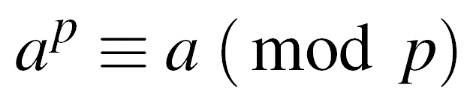 a^p ≡ a ( mod p)